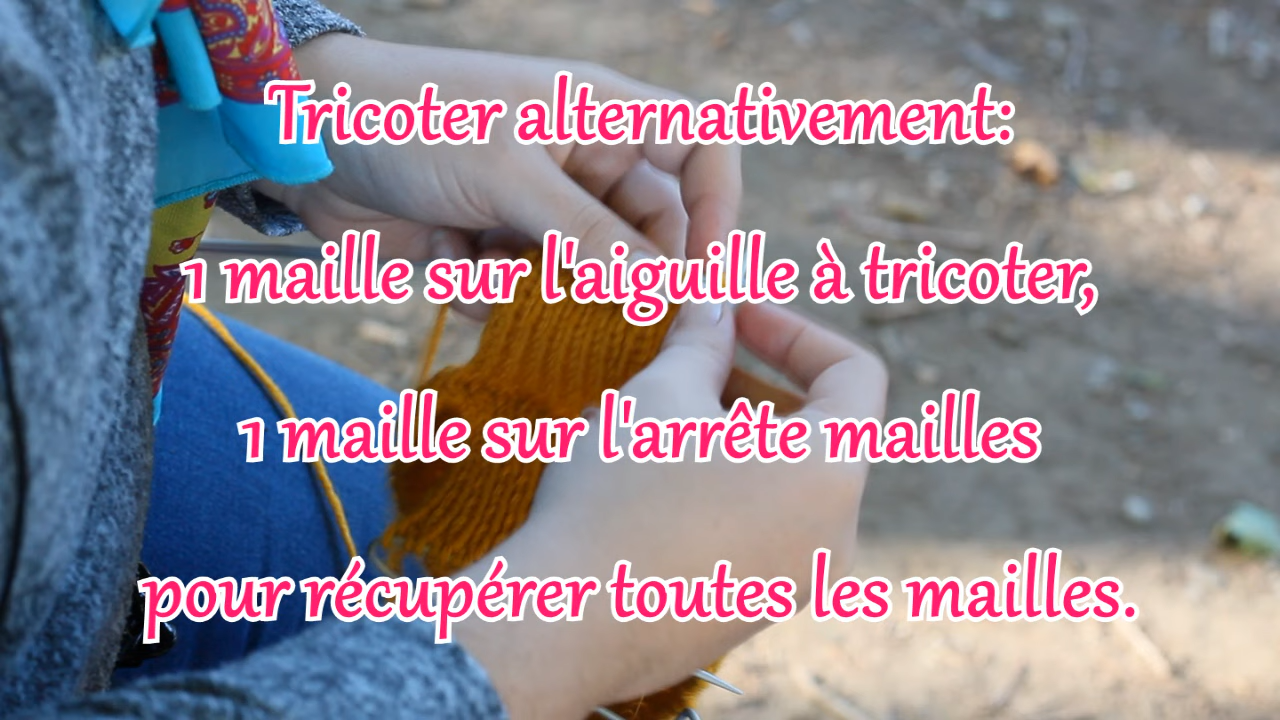 Tricoter alternativement:
1 maille sur l'aiguille à tricoter,
1 maille sur l'arrête mailles
pour récupérer toutes les mailles.